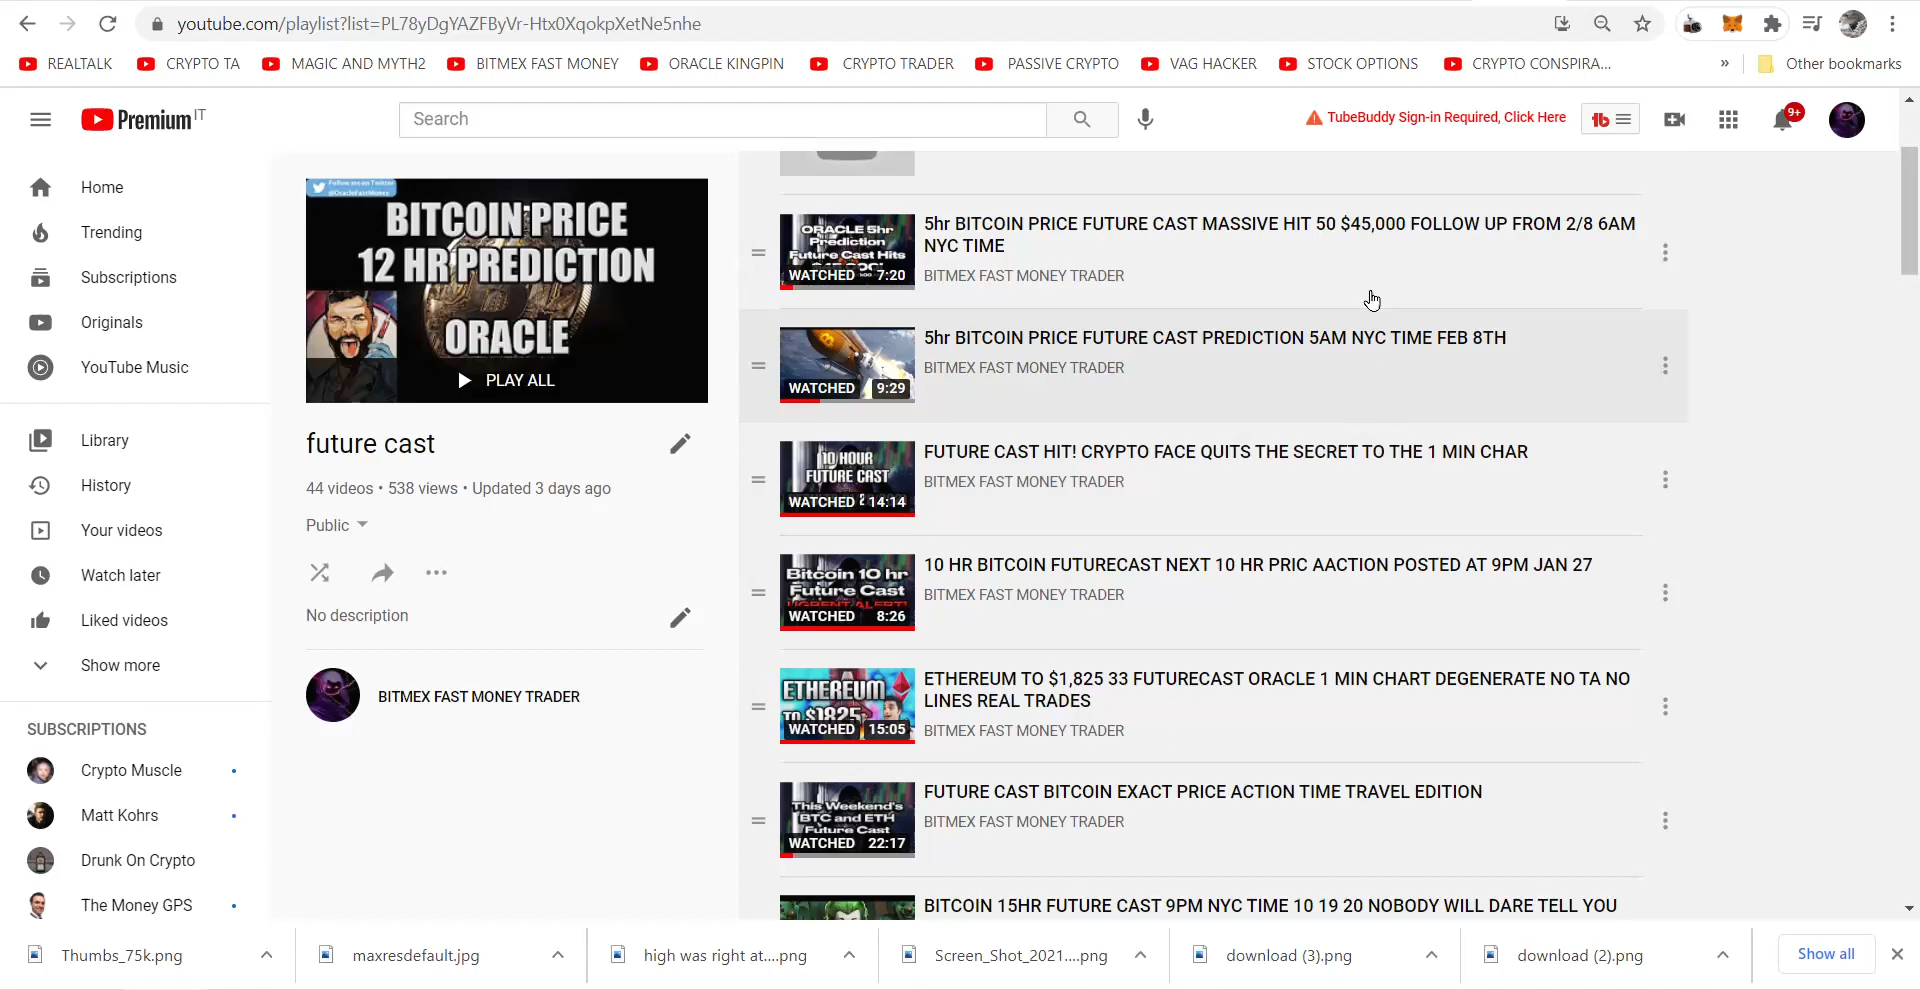 youtube.com/playlist?list=PL78yDgYAZFByVr-Htx0XqokpXetNe5nhe
REALTALK CRYPTO TA MAGIC AND MYTH2 BITMEX FAST MONEY ORACLE KINGPIN CRYPTO TRADER PASSIVE CRYPTO VAG HACKER STOCK OPTIONS CRYPTO CONSPIRA... » Other bookmarks
Premium IT
Search
TubeBuddy Sign-in Required, Click Here
tb
9+
Home
Trending
Subscriptions
Originals
YouTube Music
Library
History
Your videos
Watch later
Liked videos
Show more
SUBSCRIPTIONS
Crypto Muscle
Matt Kohrs
Drunk On Crypto
The Money GPS
Follow me on Twitter
@OracleFastMoney
BITCOIN PRICE
12 HR PREDICTION
ORACLE
PLAY ALL
future cast
44 videos • 538 views • Updated 3 days ago
Public
No description
BITMEX FAST MONEY TRADER
ORACLE 5hr
Prediction
Future Cast Hits
WATCHED 7:20
5hr BITCOIN PRICE FUTURE CAST MASSIVE HIT 50 $45,000 FOLLOW UP FROM 2/8 6AM
NYC TIME
BITMEX FAST MONEY TRADER
WATCHED 9:29
5hr BITCOIN PRICE FUTURE CAST PREDICTION 5AM NYC TIME FEB 8TH
BITMEX FAST MONEY TRADER
10 HOUR
FUTURE CAST
WATCHED 14:14
FUTURE CAST HIT! CRYPTO FACE QUITS THE SECRET TO THE 1 MIN CHAR
BITMEX FAST MONEY TRADER
Bitcoin 10 hr
Future Cast
URGENT ALERT!
WATCHED 8:26
10 HR BITCOIN FUTURECAST NEXT 10 HR PRIC AACTION POSTED AT 9PM JAN 27
BITMEX FAST MONEY TRADER
ETHEREUM
TO $1825
WATCHED 15:05
ETHEREUM TO $1,825 33 FUTURECAST ORACLE 1 MIN CHART DEGENERATE NO TA NO
LINES REAL TRADES
BITMEX FAST MONEY TRADER
This Weekend's
BTC and ETH
Future Cast
WATCHED 22:17
FUTURE CAST BITCOIN EXACT PRICE ACTION TIME TRAVEL EDITION
BITMEX FAST MONEY TRADER
BITCOIN 15HR FUTURE CAST 9PM NYC TIME 10 19 20 NOBODY WILL DARE TELL YOU
Thumbs_75k.png
maxresdefault.jpg
high was right at....png
Screen_Shot_2021....png
download (3).png
download (2).png
Show all